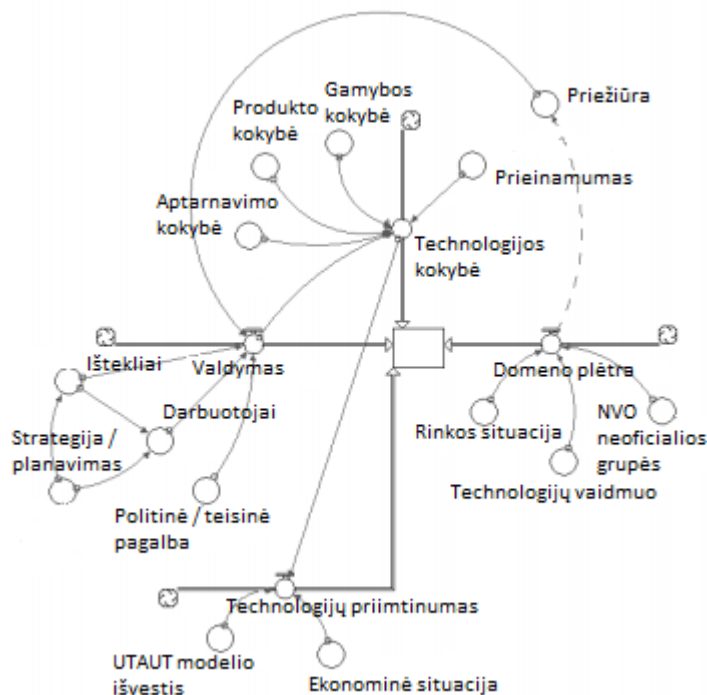 Gamybos
kokybė
Produkto
kokybė
Priežiūra
Prieinamumas
Aptarnavimo
kokybė
Technologijos
kokybė
Ištekliai
Valdymas
Domeno plėtra
Darbuotojai
Strategija /
planavimas
Rinkos situacija
NVO
neoficialios
grupės
Technologijų vaidmuo
Politinė / teisinė
pagalba
Technologijų priimtinumas
UTAUT modelio
išvestis
Ekonominė situacija